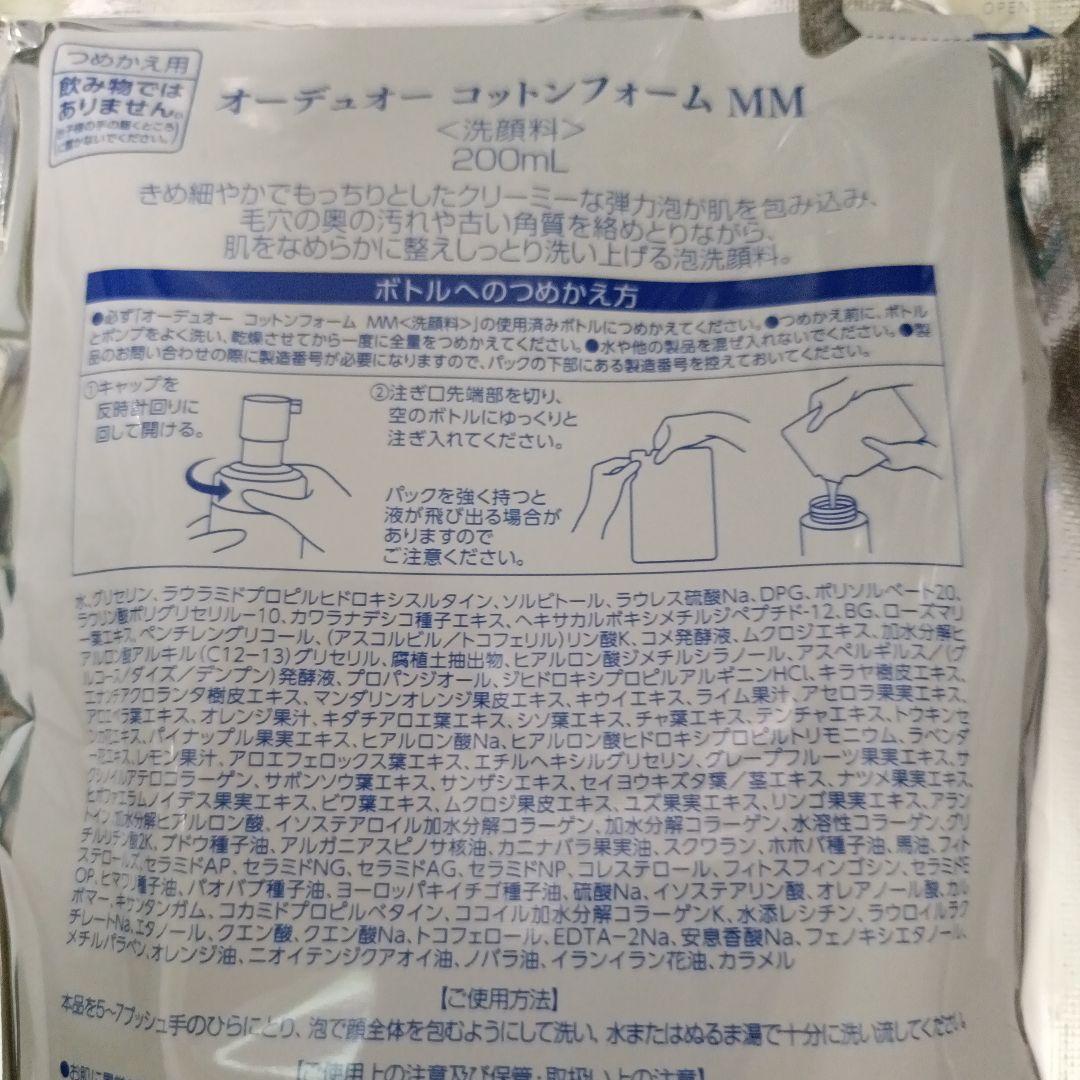 OPEN
つめかえ用
飲み物では
ありません。
お子様の手の届くところ
に置かないでください。
オーデュオー コットンフォーム MM
＜洗顔料＞
200mL
きめ細やかでもっちりとしたクリーミーな弾力泡が肌を包み込み、
毛穴の奥の汚れや古い角質を絡めとりながら、
肌をなめらかに整えしっとり洗い上げる泡洗顔料。
ボトルへのつめかえ方
●必ず「オーデュオー コットンフォーム MM＜洗顔料＞」の使用済みボトルにつめかえてください。●つめかえ前に、ボトル
とポンプをよく洗い、乾燥させてから一度に全量をつめかえてください。●水や他の製品を混ぜ入れないでください。●製
品のお問い合わせの際に製造番号が必要になりますので、パックの下部にある製造番号を控えておいてください。
①キャップを
反時計回りに
回して開ける。
②注ぎ口先端部を切り、
空のボトルにゆっくりと
注ぎ入れてください。
パックを強く持つと
液が飛び出る場合が
ありますので
ご注意ください。
水、グリセリン、ラウラミドプロピルヒドロキシスルタイン、ソルビトール、ラウレス硫酸Na、DPG、ポリソルベート20、
ラウリン酸ポリグリセリル－10、カワラナデシコ種子エキス、ヘキサカルボキシメチルジペプチド-12、BG、ローズマリ
ー葉エキス、ペンチレングリコール、（アスコルビル／トコフェリル）リン酸K、コメ発酵液、ムクロジエキス、加水分解ヒ
アルロン酸アルキル（C12－13）グリセリル、腐植土抽出物、ヒアルロン酸ジメチルシラノール、アスペルギルス／（グ
ルコース／ダイズ／デンプン）発酵液、プロパンジオール、ジヒドロキシプロピルアルギニンHCl、キラヤ樹皮エキス、
エナンチアクロランタ樹皮エキス、マンダリンオレンジ果皮エキス、キウイエキス、ライム果汁、アセロラ果実エキス、
アロエベラ葉エキス、オレンジ果汁、キダチアロエ葉エキス、シソ葉エキス、チャ葉エキス、テンチャエキス、トウキンセ
ンカ花エキス、パイナップル果実エキス、ヒアルロン酸Na、ヒアルロン酸ヒドロキシプロピルトリモニウム、ラベンダ
ー花エキス、レモン果汁、アロエフェロックス葉エキス、エチルヘキシルグリセリン、グレープフルーツ果実エキス、サ
クシノイルアテロコラーゲン、サボンソウ葉エキス、サンザシエキス、セイヨウキズタ葉／茎エキス、ナツメ果実エキス、
ヒポファエラムノイデス果実エキス、ビワ葉エキス、ムクロジ果皮エキス、ユズ果実エキス、リンゴ果実エキス、アラン
トイン、加水分解ヒアルロン酸、イソステアロイル加水分解コラーゲン、加水分解コラーゲン、水溶性コラーゲン、グリ
チルリチン酸2K、ブドウ種子油、アルガニアスピノサ核油、カニナバラ果実油、スクワラン、ホホバ種子油、馬油、フィト
ステロールズ、セラミドAP、セラミドNG、セラミドAG、セラミドNP、コレステロール、フィトスフィンゴシン、セラミドE
OP、ヒマワリ種子油、バオバブ種子油、ヨーロッパキイチゴ種子油、硫酸Na、イソステアリン酸、オレアノール酸、カル
ボマー、キサンタンガム、コカミドプロピルベタイン、ココイル加水分解コラーゲンK、水添レシチン、ラウロイルラク
チレートNa、エタノール、クエン酸、クエン酸Na、トコフェロール、EDTA－2Na、安息香酸Na、フェノキシエタノール、
メチルパラベン、オレンジ油、ニオイテンジクアオイ油、ノバラ油、イランイラン花油、カラメル
【ご使用方法】
本品を5～7プッシュ手のひらにとり、泡で顔全体を包むようにして洗い、水またはぬるま湯で十分に洗い流してください。
【ご使用上の注意及び保管・取扱い上の注意】
●お肌に異常